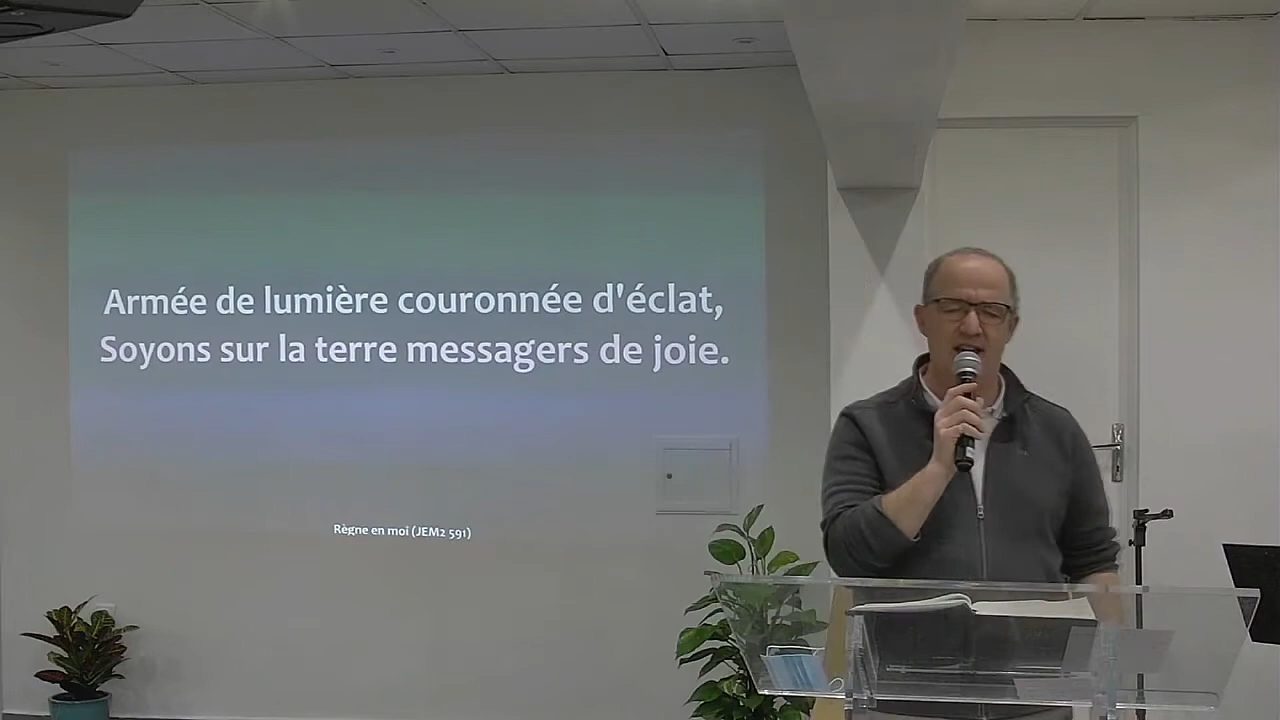 Armée de lumière couronnée d'éclat,
Soyons sur la terre messagers de joie.
Règne en moi (JEM2 591)